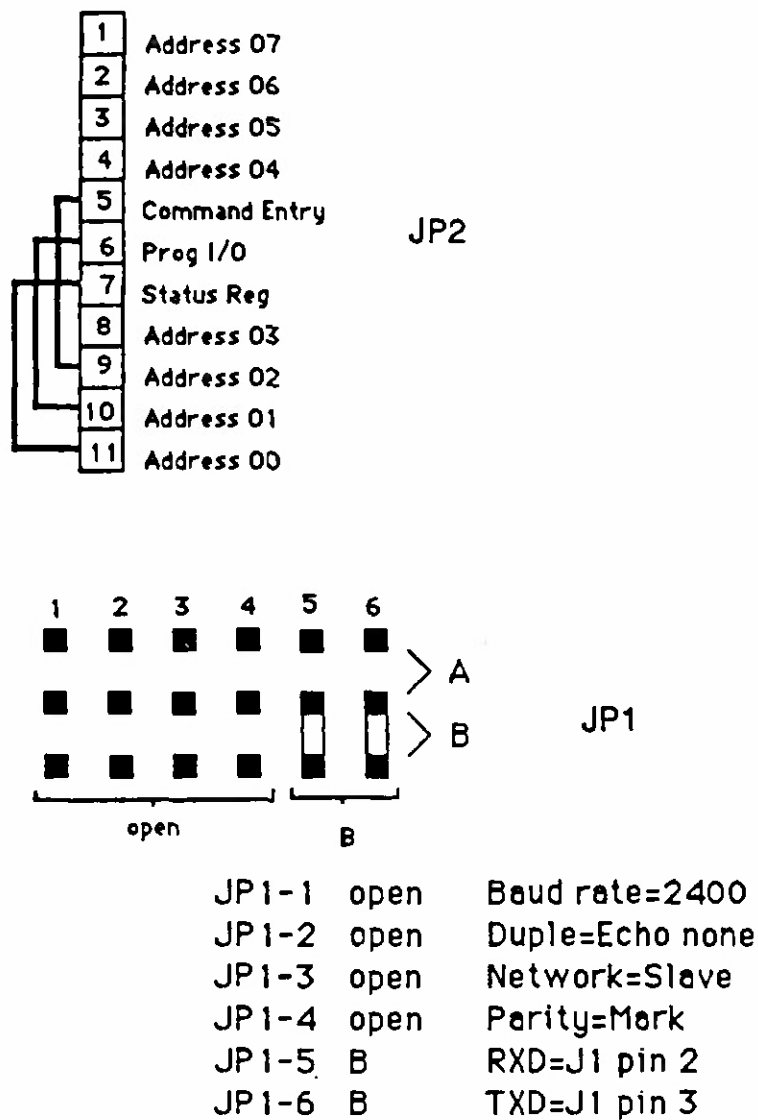 1 Address 07
2 Address 06
3 Address 05
4 Address 04
5 Command Entry
JP2
6 Prog I/O
7 Status Reg
8 Address 03
9 Address 02
10 Address 01
11 Address 00
1 2 3 4 5 6
A
B
JP1
open
B
JP1-1 open Baud rate=2400
JP1-2 open Duple=Echo none
JP1-3 open Network=Slave
JP1-4 open Parity=Mark
JP1-5 B RXD=J1 pin 2
JP1-6 B TXD=J1 pin 3